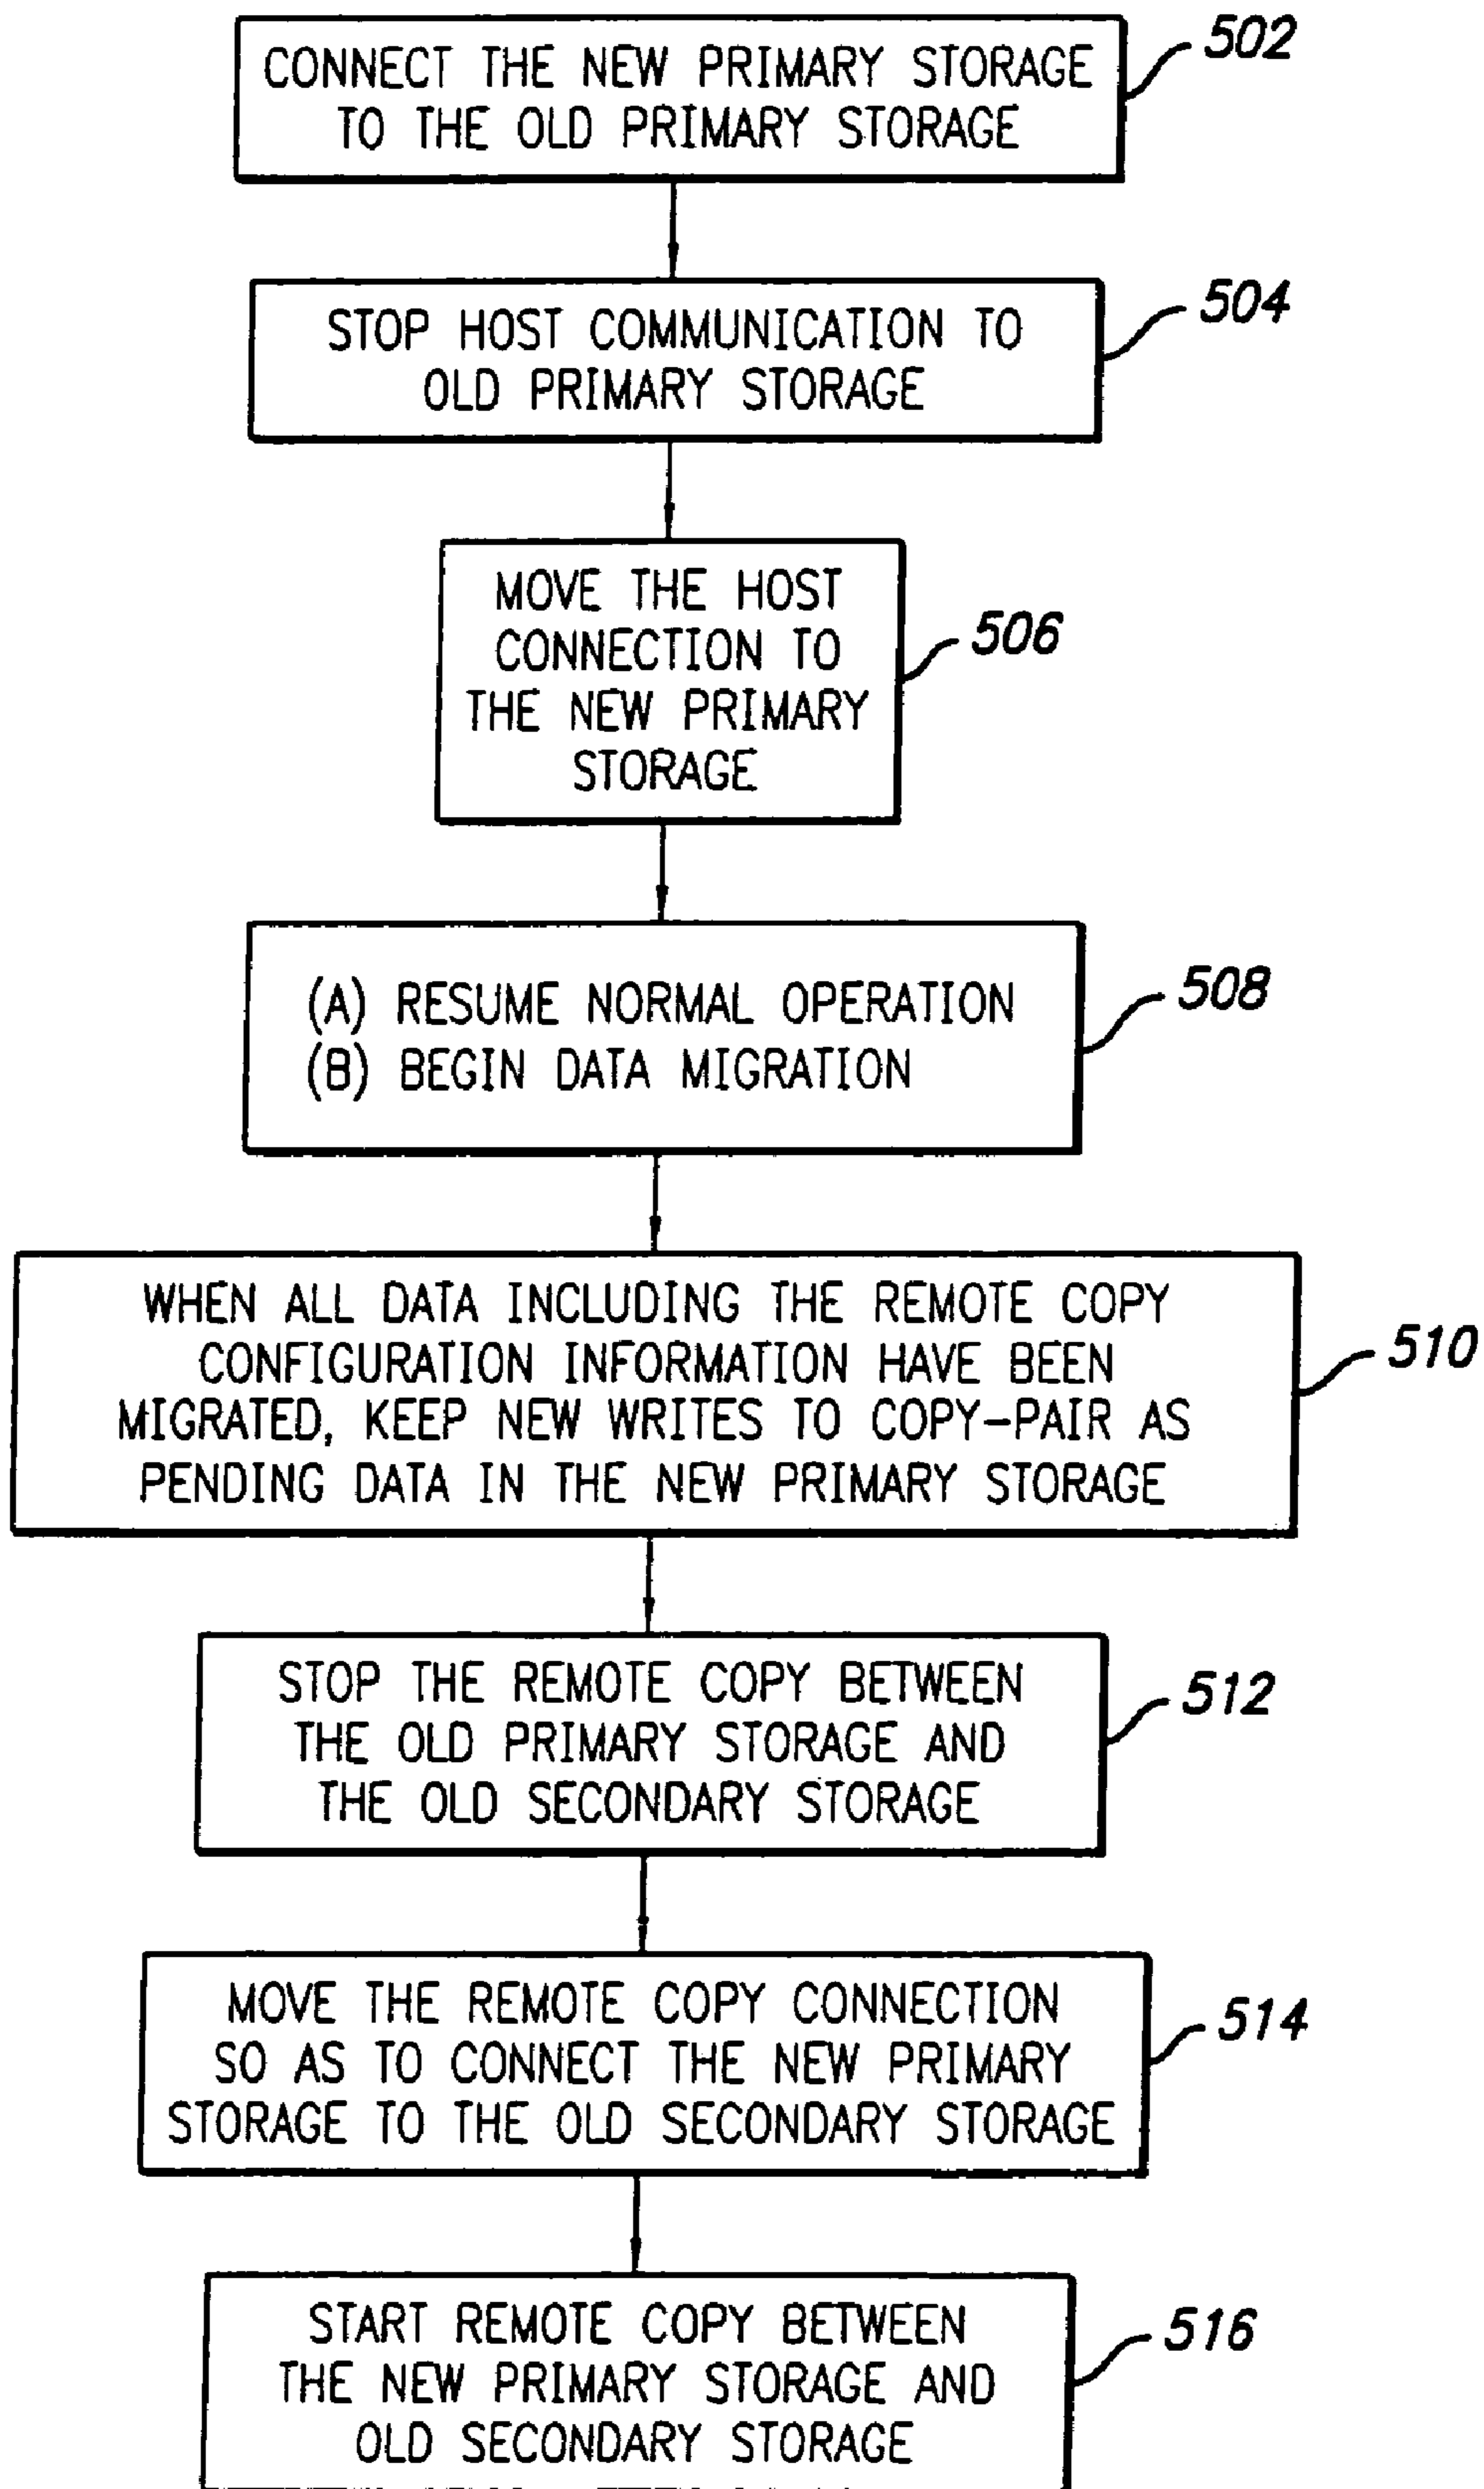 502
CONNECT THE NEW PRIMARY STORAGE
TO THE OLD PRIMARY STORAGE
504
STOP HOST COMMUNICATION TO
OLD PRIMARY STORAGE
506
MOVE THE HOST
CONNECTION TO
THE NEW PRIMARY
STORAGE
508
(A) RESUME NORMAL OPERATION
(B) BEGIN DATA MIGRATION
510
WHEN ALL DATA INCLUDING THE REMOTE COPY
CONFIGURATION INFORMATION HAVE BEEN
MIGRATED, KEEP NEW WRITES TO COPY-PAIR AS
PENDING DATA IN THE NEW PRIMARY STORAGE
512
STOP THE REMOTE COPY BETWEEN
THE OLD PRIMARY STORAGE AND
THE OLD SECONDARY STORAGE
514
MOVE THE REMOTE COPY CONNECTION
SO AS TO CONNECT THE NEW PRIMARY
STORAGE TO THE OLD SECONDARY STORAGE
516
START REMOTE COPY BETWEEN
THE NEW PRIMARY STORAGE AND
OLD SECONDARY STORAGE